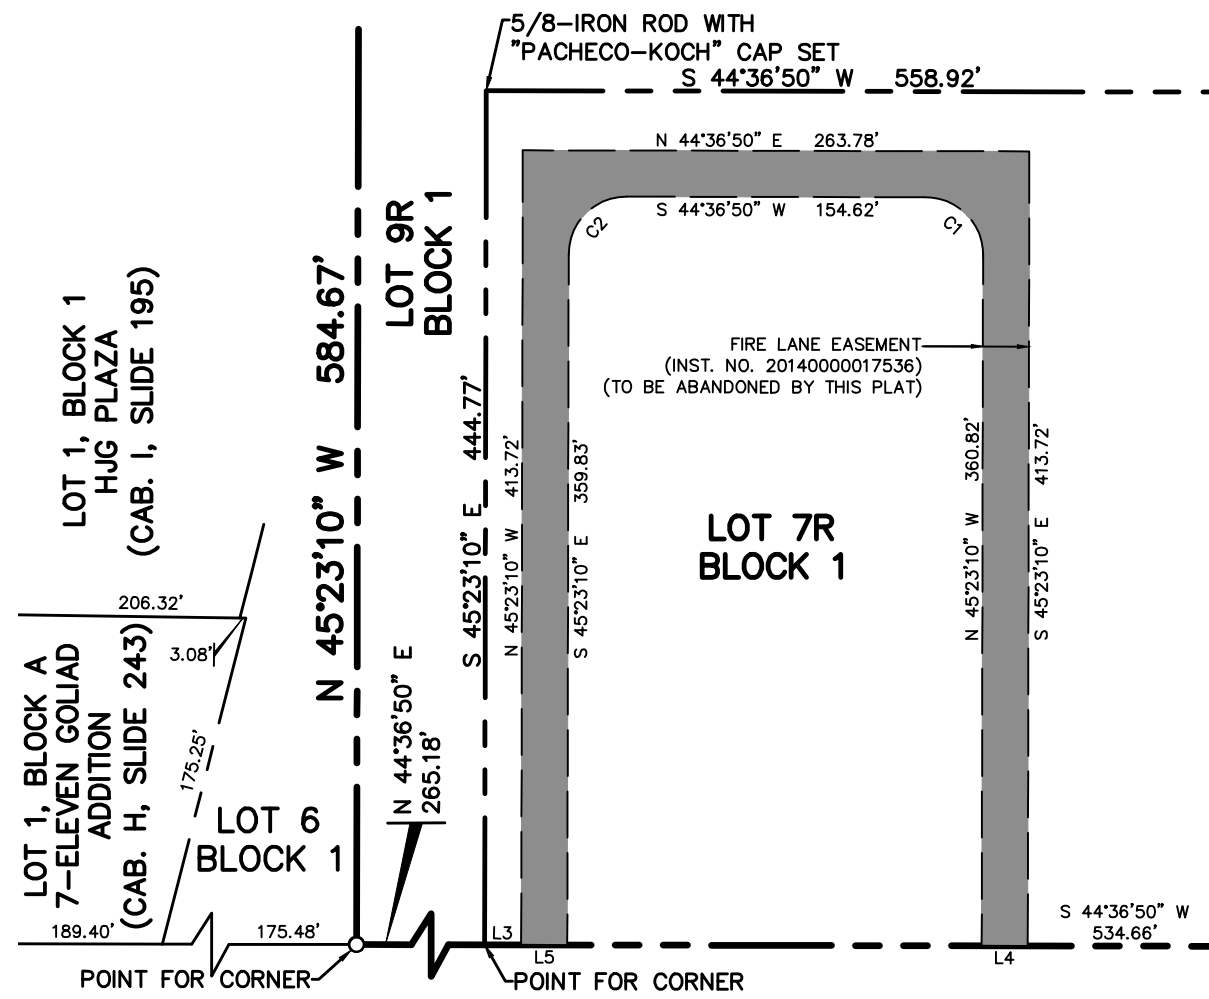 5/8-IRON ROD WITH
"PACHECO-KOCH" CAP SET
S 44°36'50" W 558.92'
N 44°36'50" E 263.78'
S 44°36'50" W 154.62'
C2
C1
LOT 9R
BLOCK 1
N 45°23'10" W 584.67'
LOT 1, BLOCK 1
HJG PLAZA
(CAB. I, SLIDE 195)
FIRE LANE EASEMENT
(INST. NO. 20140000017536)
(TO BE ABANDONED BY THIS PLAT)
S 45°23'10" E 444.77'
N 45°23'10" W 413.72'
S 45°23'10" E 359.83'
N 45°23'10" W 360.82'
S 45°23'10" E 413.72'
LOT 7R
BLOCK 1
206.32'
3.08'
LOT 1, BLOCK A
7-ELEVEN GOLIAD
ADDITION
(CAB. H, SLIDE 243)
175.25'
N 44°36'50" E
265.18'
LOT 6
BLOCK 1
189.40'
175.48'
L3
L5
L4
S 44°36'50" W
534.66'
POINT FOR CORNER
POINT FOR CORNER